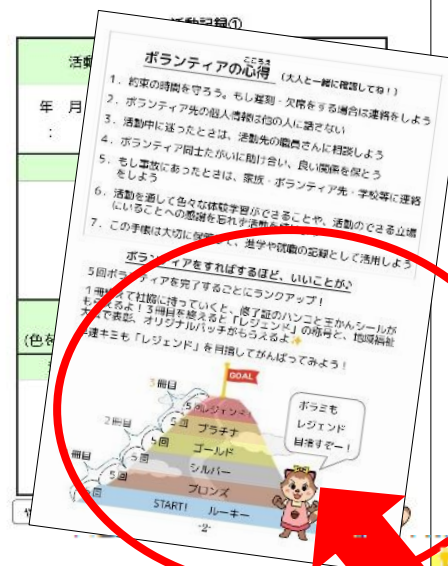 活動記録①
活動
年 月
:
ボランティアの心得 (大人と一緒に確認してね!)
こころえ
1. 約束の時間を守ろう。もし遅刻・欠席をする場合は連絡をしよう
2. ボランティア先の個人情報は他の人に話さない
3. 活動中に迷ったときは、活動先の職員さんに相談しよう
4. ボランティア同士たがいに助け合い、良い関係を保とう
5. もし事故にあったときは、家族・ボランティア先・学校等に連絡
をしよう
6. 活動を通して色々な体験学習ができることや、活動のできる立場
にいることへの感謝を忘れず活動を
7. この手帳は大切に保管して、進学や就職の記録として活用しよう
ボランティアをすればするほど、いいことが♪
5回ボランティアを完了するごとにランクアップ!
1冊終えて社協に持っていくと、修了証のハンコと王かんシールが
もらえるよ!3冊目を終えると「レジェンド」の称号と、地域福祉
大会で表彰、オリジナルバッチがもらえるよ✨
キミも「レジェンド」を目指してがんばってみよう!
(色を
GOAL
3冊目
5回 レジェンド
5回 プラチナ
2冊目
5回 ゴールド
5回 シルバー
冊目
5回 ブロンズ
START! ルーキー
ボラミも
レジェンド
目指すぞー!
-2-